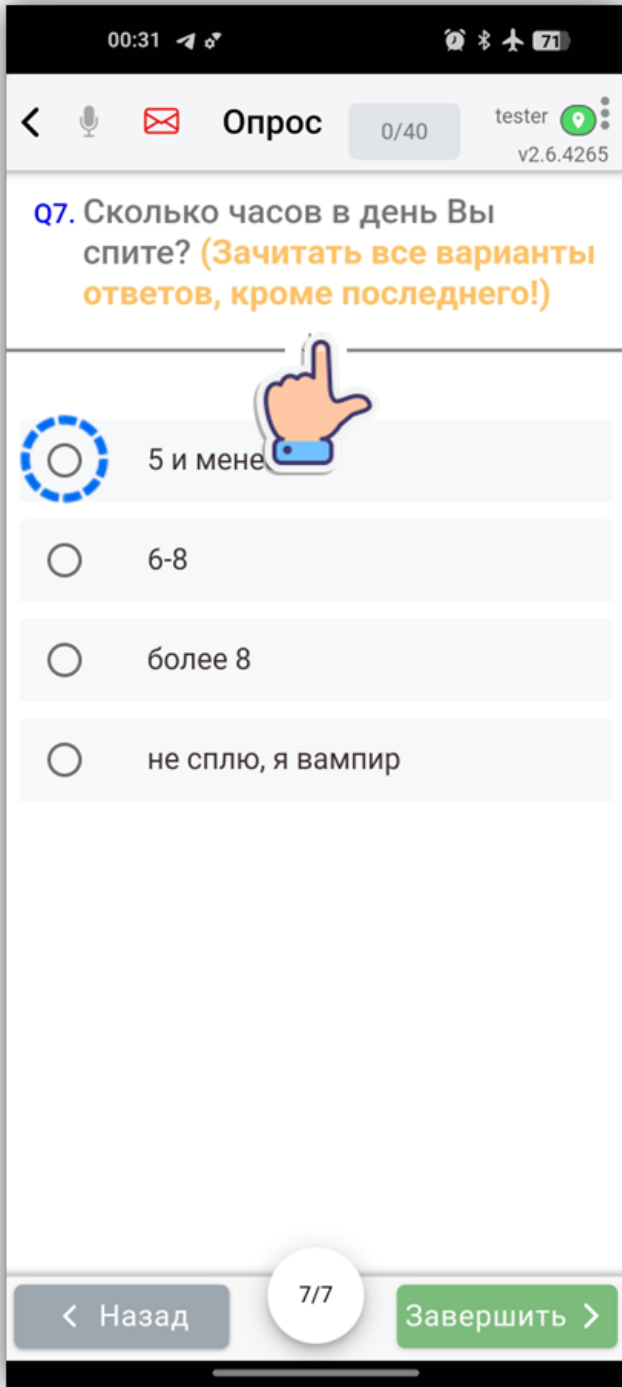 00:31
71
Опрос
0/40
tester
v2.6.4265
Q7. Сколько часов в день Вы
спите? (Зачитать все варианты
ответов, кроме последнего!)
5 и мене
6-8
более 8
не сплю, я вампир
7/7
Назад
Завершить